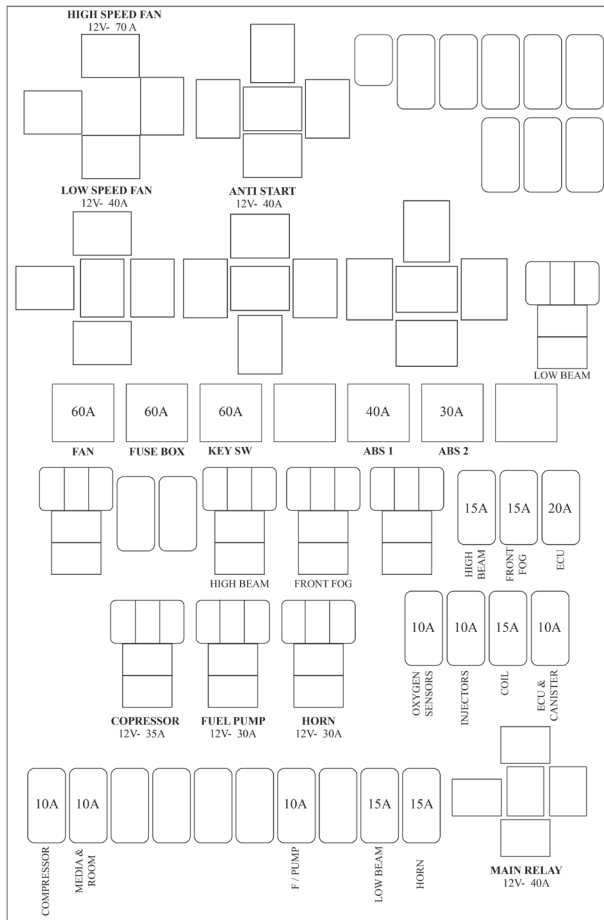 HIGH SPEED FAN
12V- 70 A
LOW SPEED FAN
12V- 40A
ANTI START
12V- 40A
LOW BEAM
60A
60A
60A
40A
30A
FAN
FUSE BOX
KEY SW
ABS 1
ABS 2
15A
15A
20A
HIGH BEAM
FRONT FOG
HIGH
BEAM
FRONT
FOG
ECU
10A
10A
15A
10A
OXYGEN
SENSORS
INJECTORS
COIL
ECU &
CANISTER
COPRESSOR
12V- 35A
FUEL PUMP
12V- 30A
HORN
12V- 30A
10A
10A
10A
15A
15A
COMPRESSOR
MEDIA &
ROOM
F / PUMP
LOW BEAM
HORN
MAIN RELAY
12V- 40A